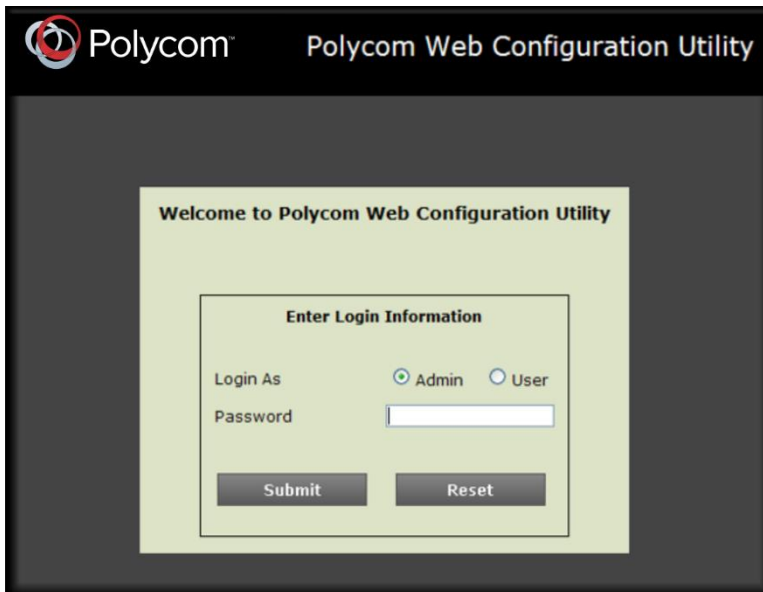 Polycom™ Polycom Web Configuration Utility
Welcome to Polycom Web Configuration Utility
Enter Login Information
Login As Admin User
Password
Submit Reset